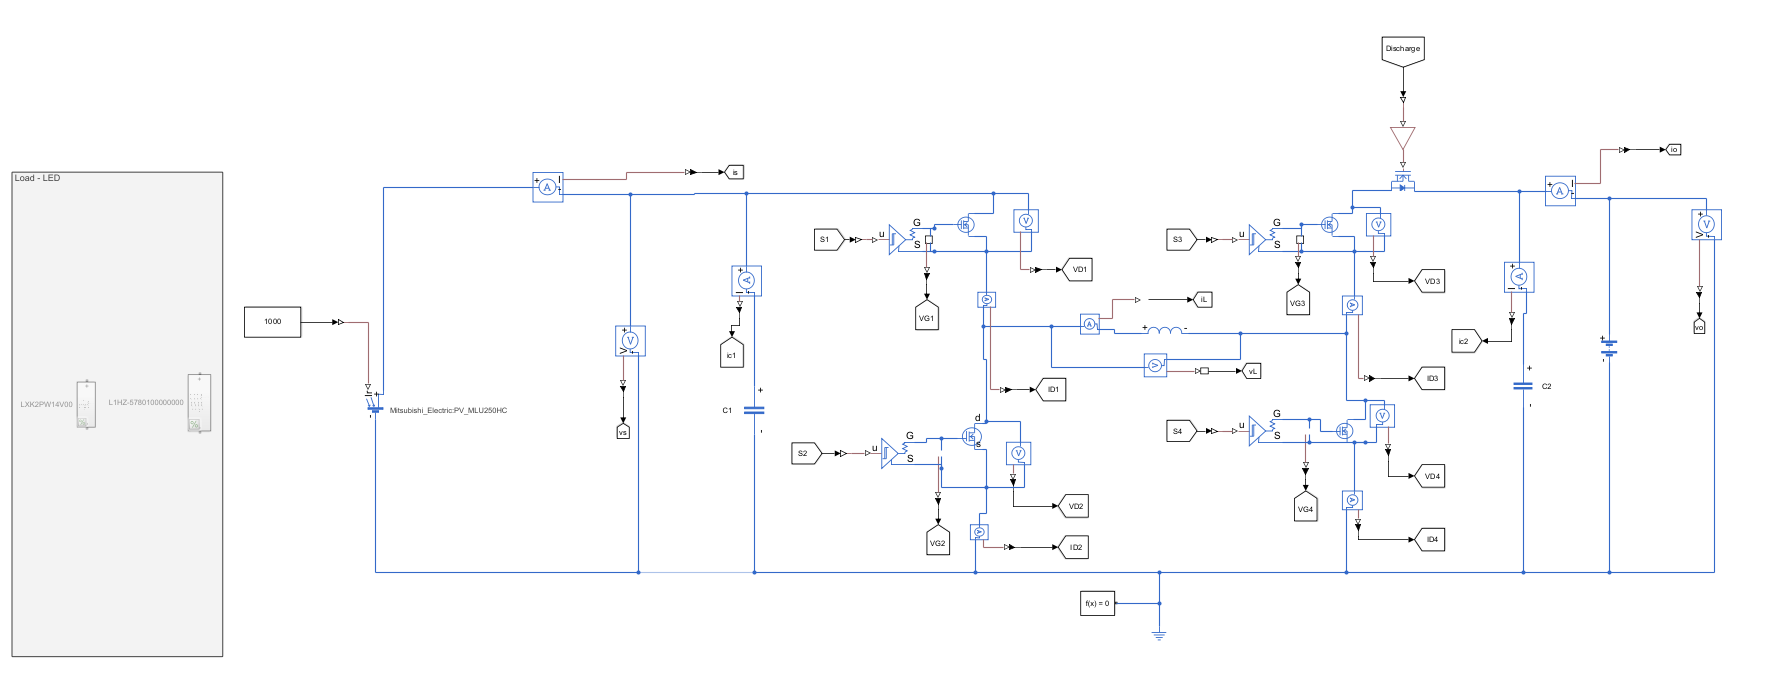 Discharge
io
Load - LED
is
S1
u
G
S
VD1
VG1
S3
u
G
S
VD3
VG3
vo
1000
iL
ic1
ic2
vL
ID1
ID3
C1
C2
LXK2PW14V00
L1HZ-5780100000000
Mitsubishi_Electric:PV_MLU250HC
vs
S2
u
G
S
d
s
VD2
VG2
ID2
S4
u
G
S
VD4
VG4
ID4
f(x) = 0